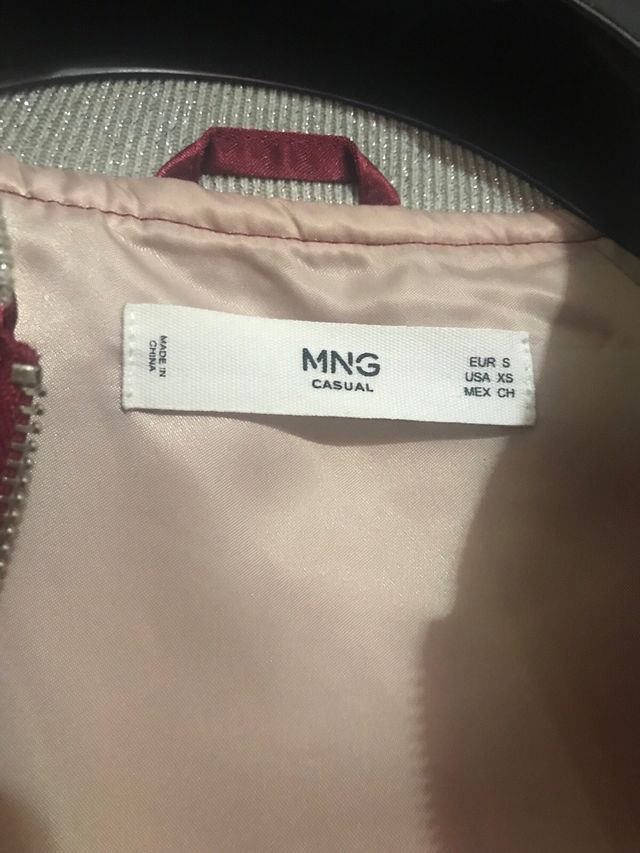 MADE IN
CHINA
MNG
CASUAL
EUR S
USA XS
MEX CH